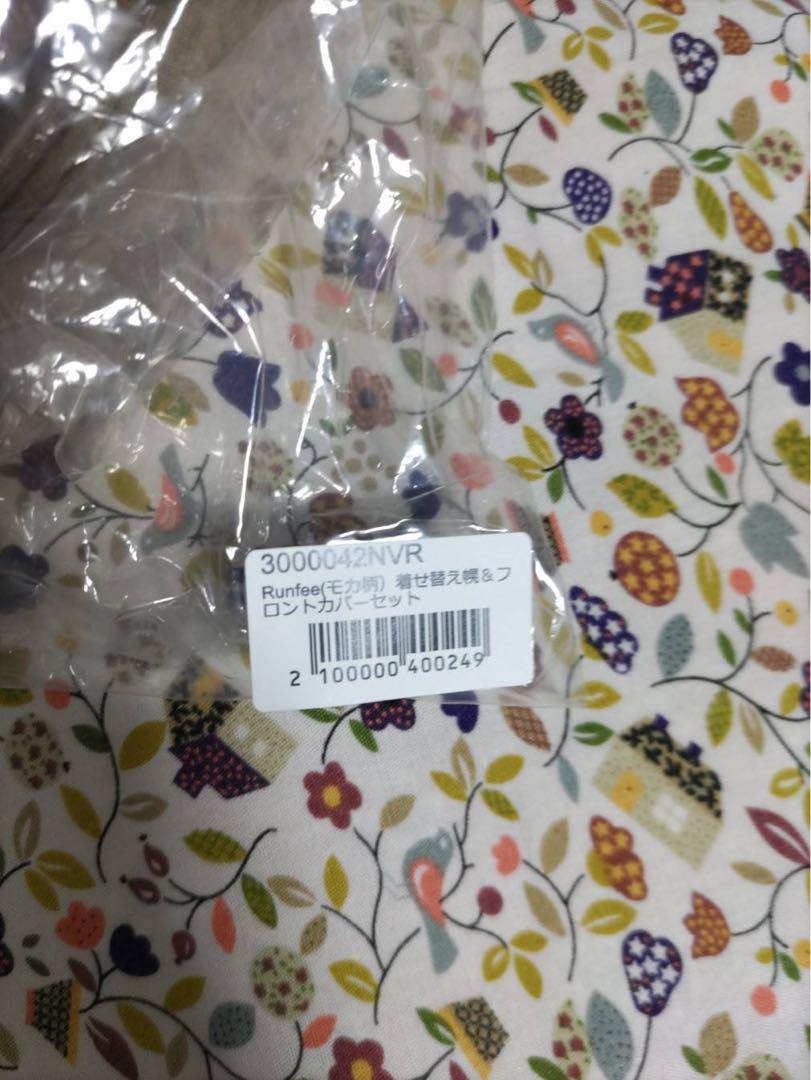 3000042NVR
Runfee(モカ柄) 着せ替え幌＆フ
ロントカバーセット
2 100000 400249